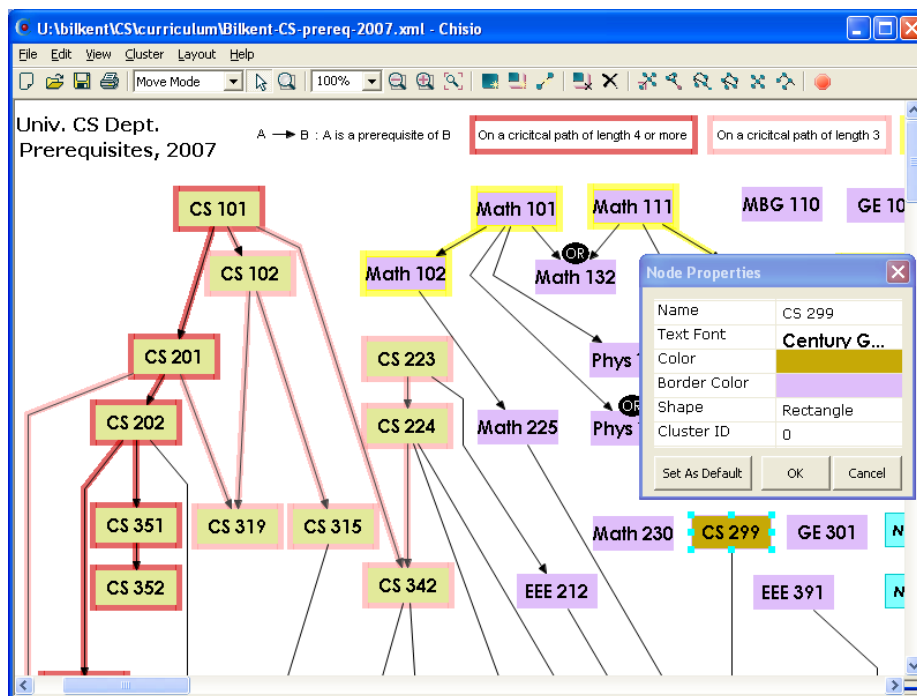 U:\bilkent\CS\curriculum\Bilkent-CS-prereq-2007.xml - Chisio
File Edit View Cluster Layout Help
Move Mode 100%
Univ. CS Dept.
Prerequisites, 2007
A B : A is a prerequisite of B
On a cricitcal path of length 4 or more
On a cricitcal path of length 3
CS 101
Math 101
Math 111
MBG 110
GE 10
CS 102
Math 102
OR
Math 132
Node Properties
Name CS 299
Text Font Century G...
Color
Border Color
Shape Rectangle
Cluster ID 0
Set As Default OK Cancel
CS 201
CS 223
Phys
CS 202
CS 224
Math 225
OR
Phys
CS 351
CS 319
CS 315
Math 230
CS 299
GE 301
N
CS 352
CS 342
EEE 212
EEE 391
N